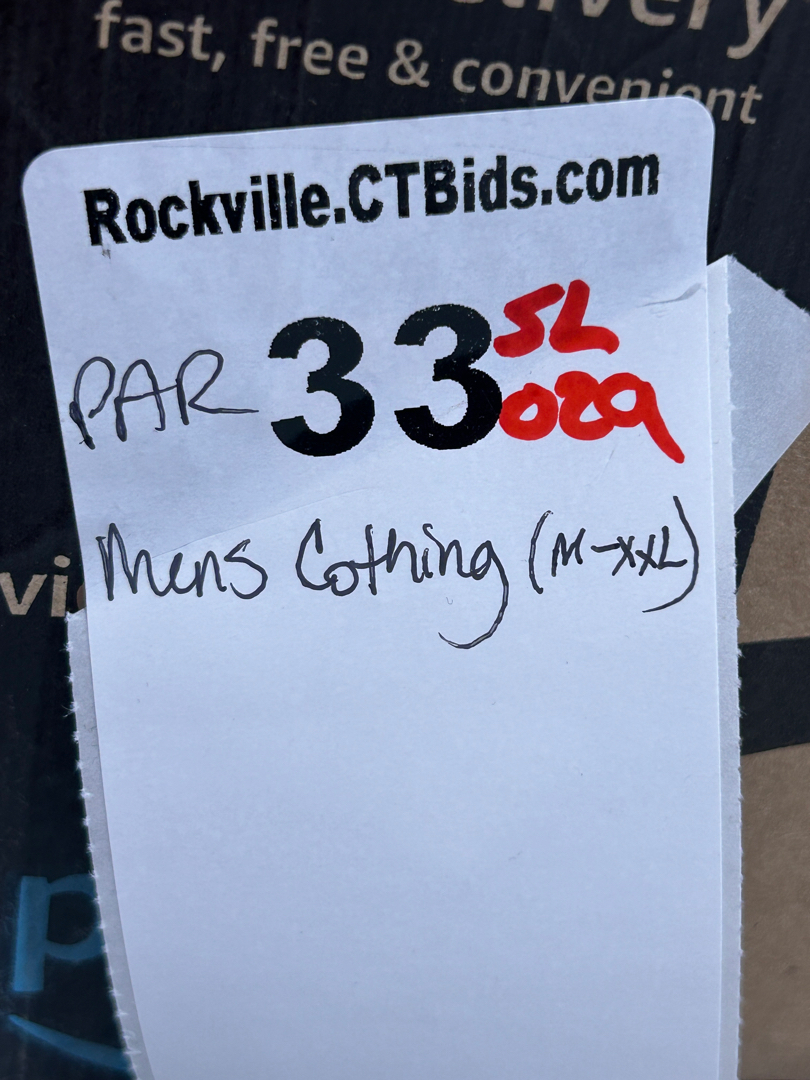 fast, free & convenient
Rockville.CTBids.com
PAR 33 SL
029
Mens Cothing (M-XXL)